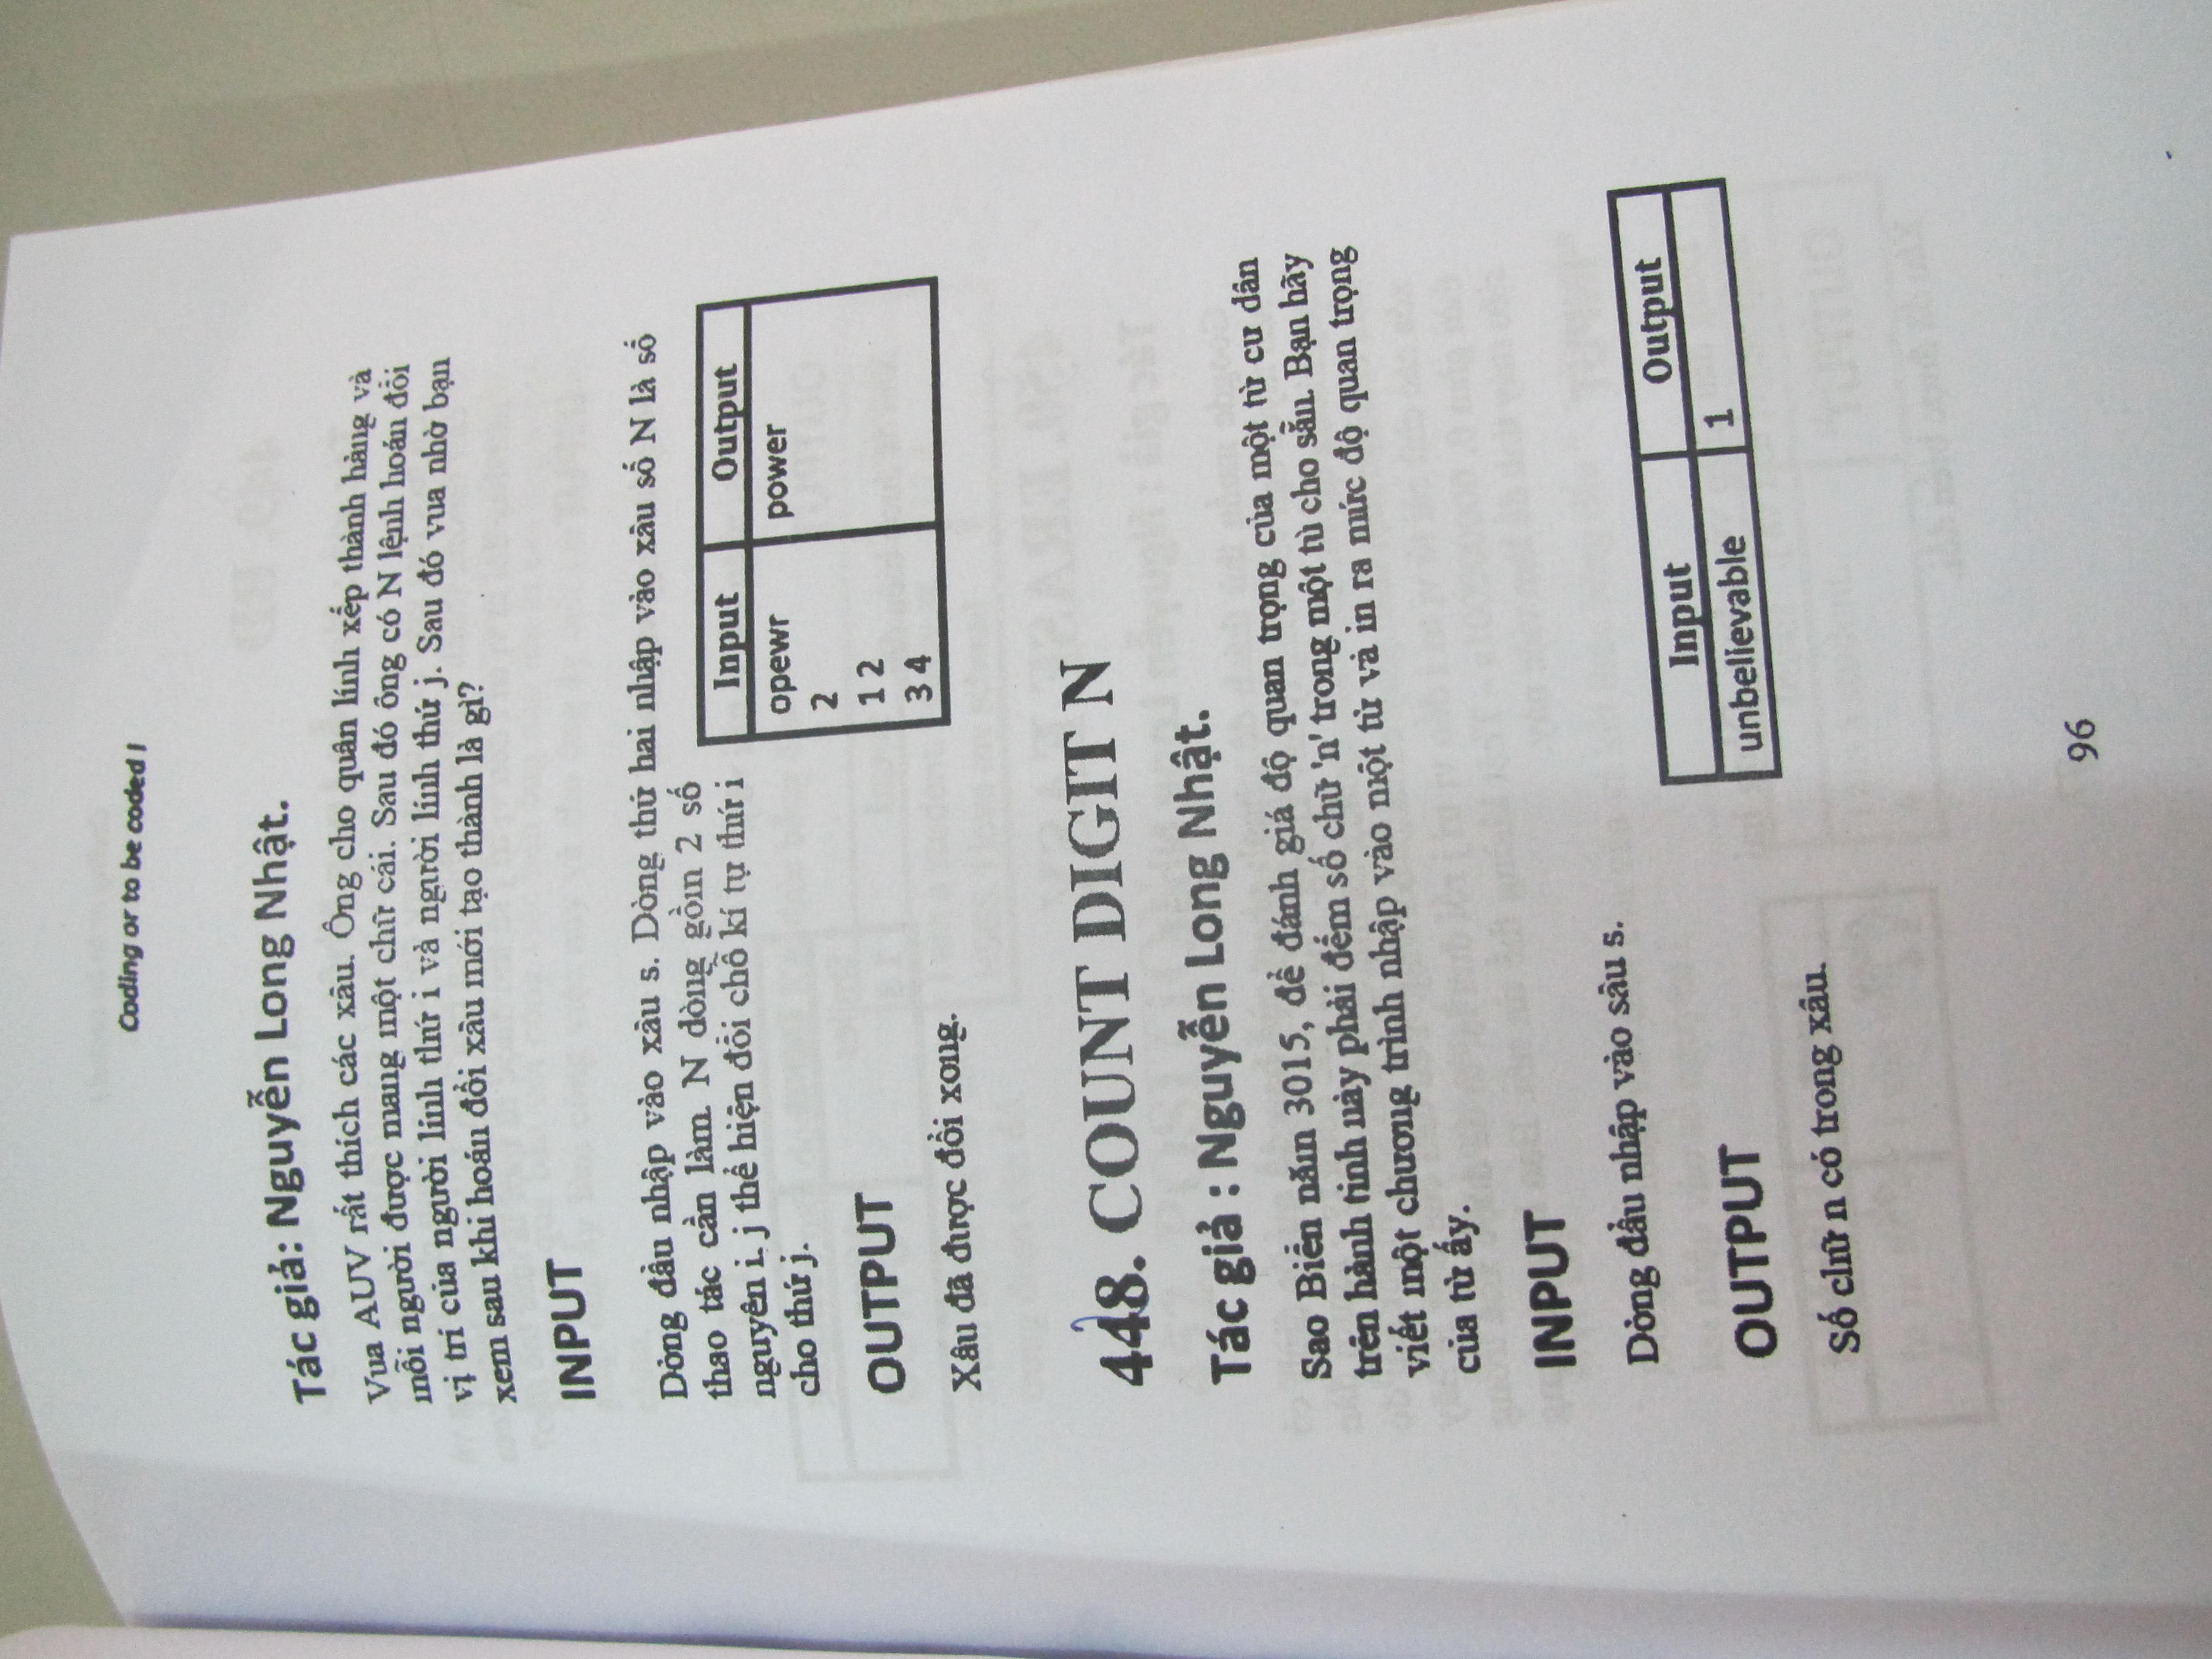 Coding or to be coded !
Tác giả: Nguyễn Long Nhật.
Vua AUV rất thích các xâu. Ông cho quân lính xếp thành hàng và
mỗi người được mang một chữ cái. Sau đó ông có N lệnh hoán đổi
vị trí của người lính thứ i và người lính thứ j. Sau đó vua nhờ bạn
xem sau khi hoán đổi xâu mới tạo thành là gì?
INPUT
Dòng đầu nhập vào xâu s. Dòng thứ hai nhập vào xâu số N là số
thao tác cần làm. N dòng gồm 2 số
nguyên i, j thể hiện đổi chỗ kí tự thứ i
cho thứ j.
Input Output
opewr power
2
1 2
3 4
OUTPUT
Xâu đã được đổi xong.
448. COUNT DIGIT N
Tác giả : Nguyễn Long Nhật.
Sao Biển năm 3015, để đánh giá độ quan trọng của một từ cư dân
trên hành tinh này phải đếm số chữ 'n' trong một từ cho sẵn. Bạn hãy
viết một chương trình nhập vào một từ và in ra mức độ quan trọng
của từ ấy.
INPUT
Dòng đầu nhập vào sâu s.
Input Output
unbelievable 1
OUTPUT
Số chữ n có trong xâu.
96